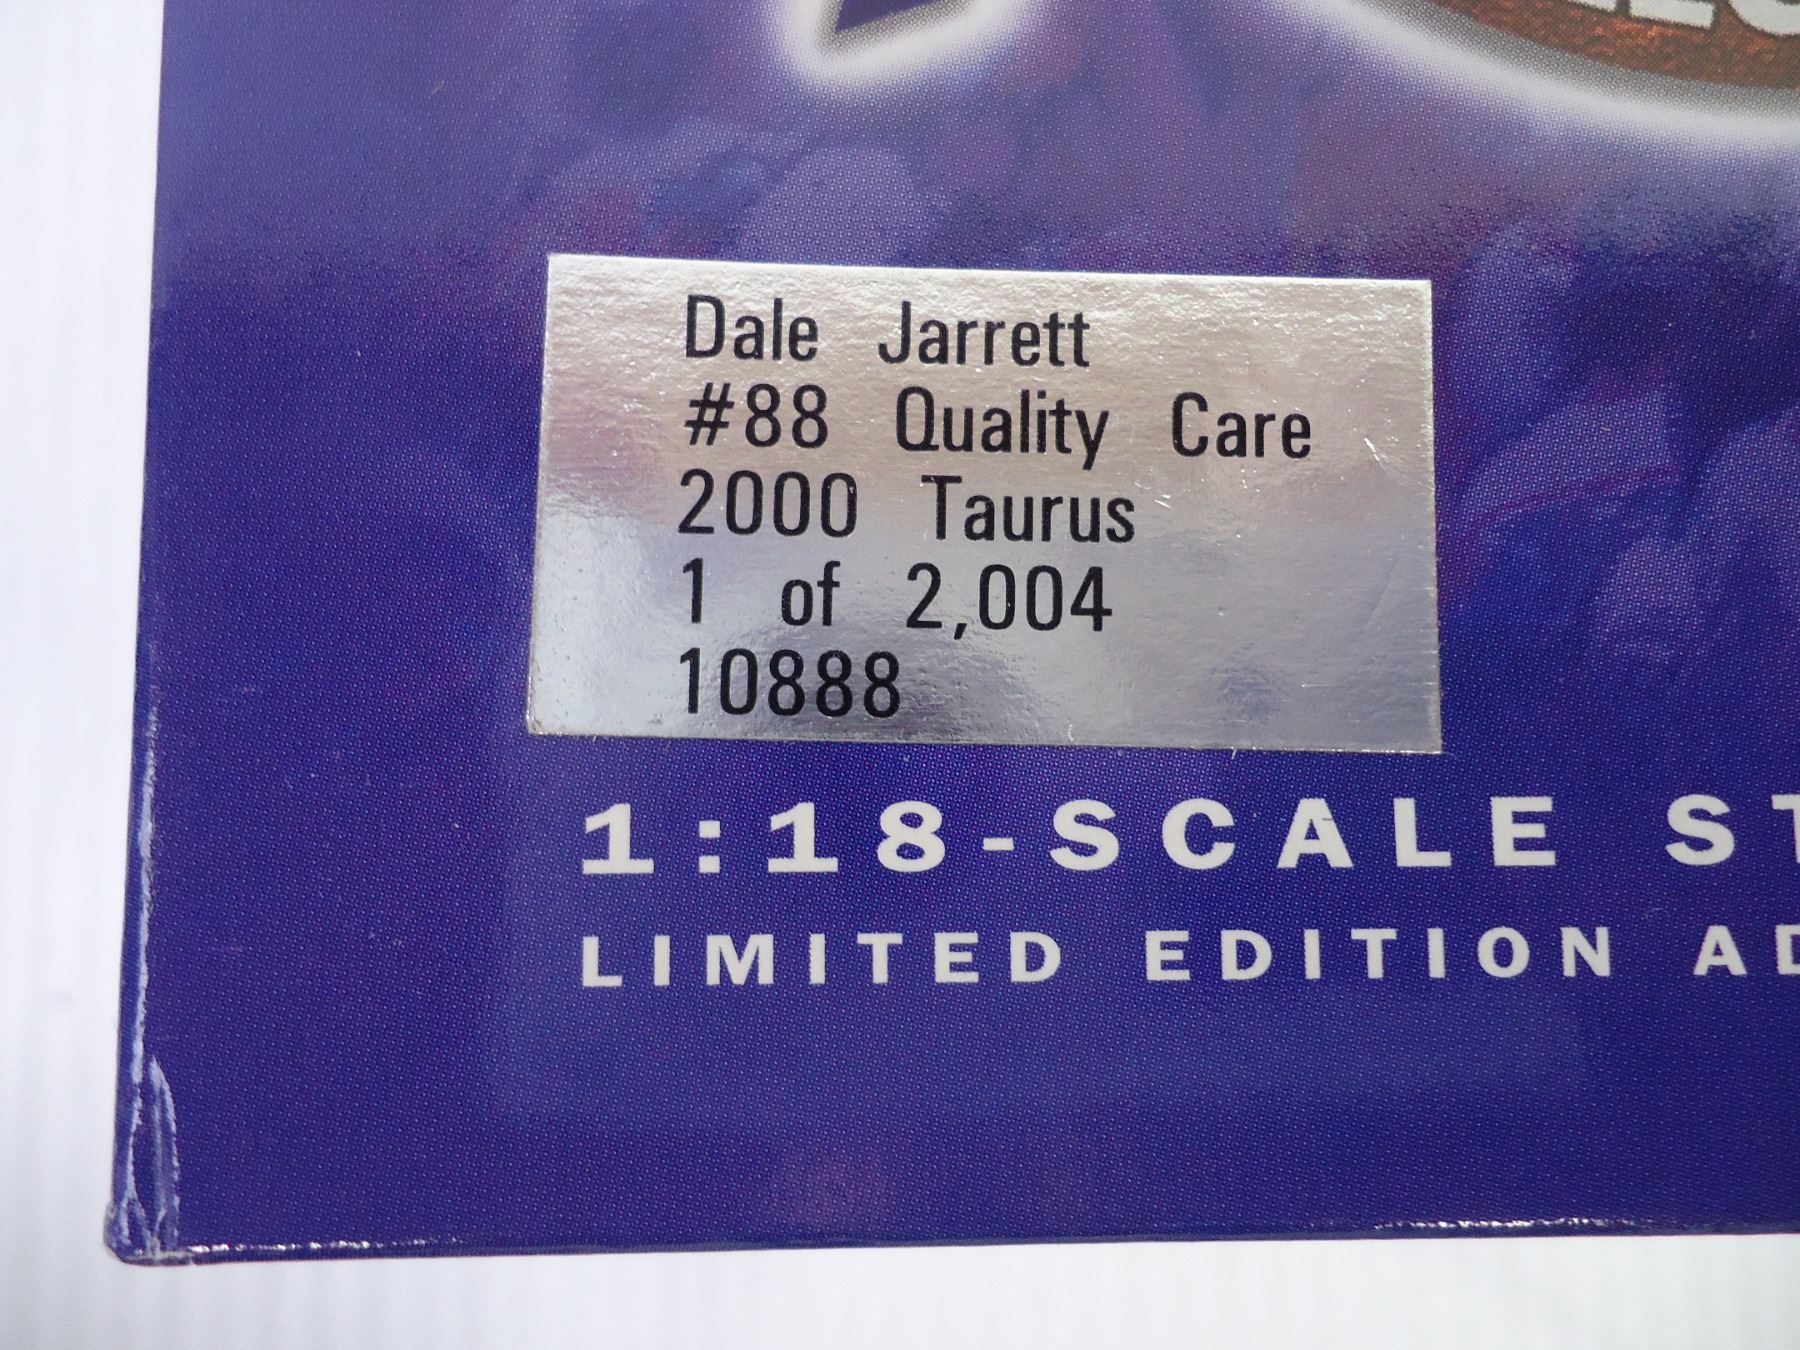 Dale Jarrett
#88 Quality Care
2000 Taurus
1 of 2,004
10888
1:18-SCALE
LIMITED EDITION